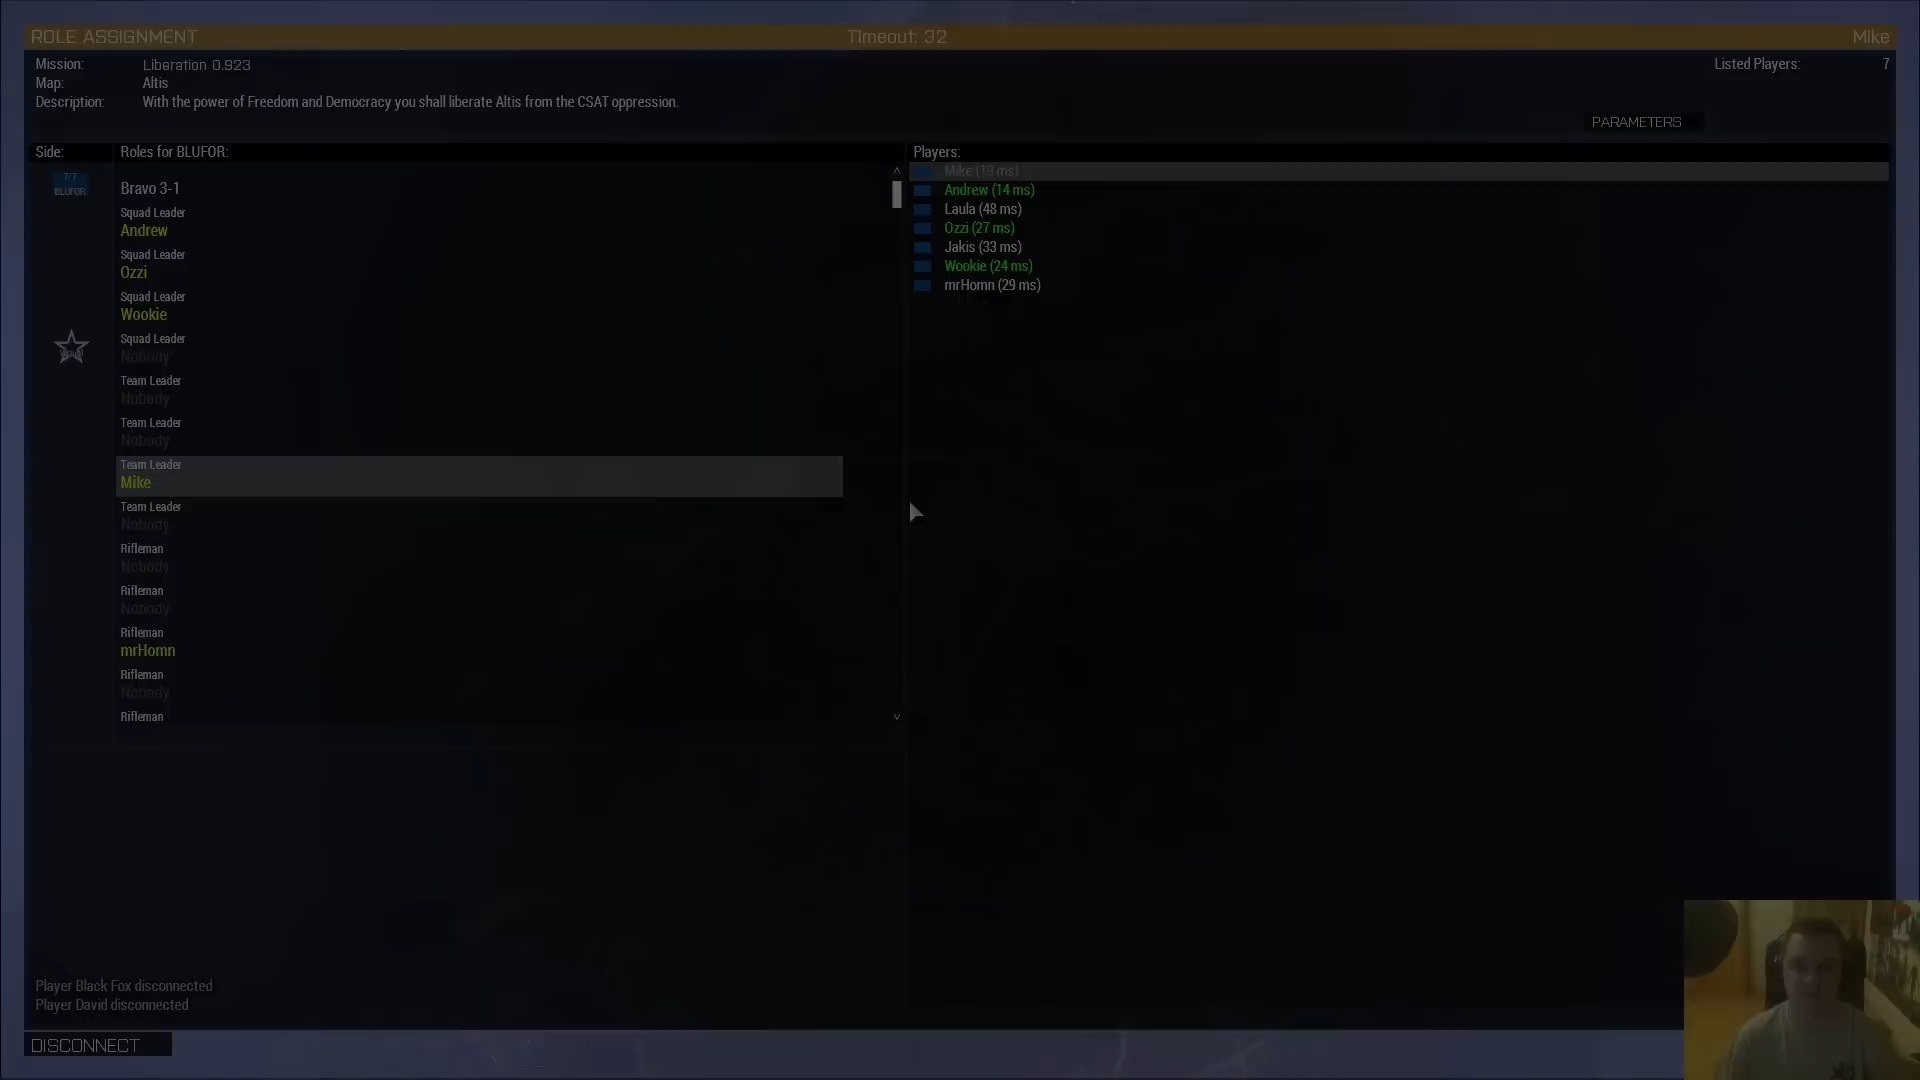 ROLE ASSIGNMENT
Timeout: 32
Mike
Mission: Liberation 0.923
Listed Players: 7
Map: Altis
Description: With the power of Freedom and Democracy you shall liberate Altis from the CSAT oppression.
PARAMETERS
Side:
7/7
BLUFOR
Virtual
Roles for BLUFOR:
Bravo 3-1
Squad Leader
Andrew
Squad Leader
Ozzi
Squad Leader
Wookie
Squad Leader
Nobody
Team Leader
Nobody
Team Leader
Nobody
Team Leader
Mike
Team Leader
Nobody
Rifleman
Nobody
Rifleman
Nobody
Rifleman
mrHomn
Rifleman
Nobody
Rifleman
Players:
Mike (19 ms)
Andrew (14 ms)
Laula (48 ms)
Ozzi (27 ms)
Jakis (33 ms)
Wookie (24 ms)
mrHomn (29 ms)
Player Black Fox disconnected
Player David disconnected
DISCONNECT